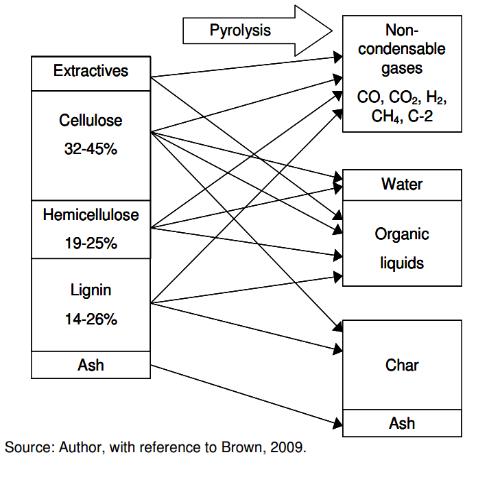 Pyrolysis
Extractives
Cellulose
32-45%
Hemicellulose
19-25%
Lignin
14-26%
Ash
Non-
condensable
gases
CO, CO₂, H₂,
CH₄, C-2
Water
Organic
liquids
Char
Ash
Source: Author, with reference to Brown, 2009.